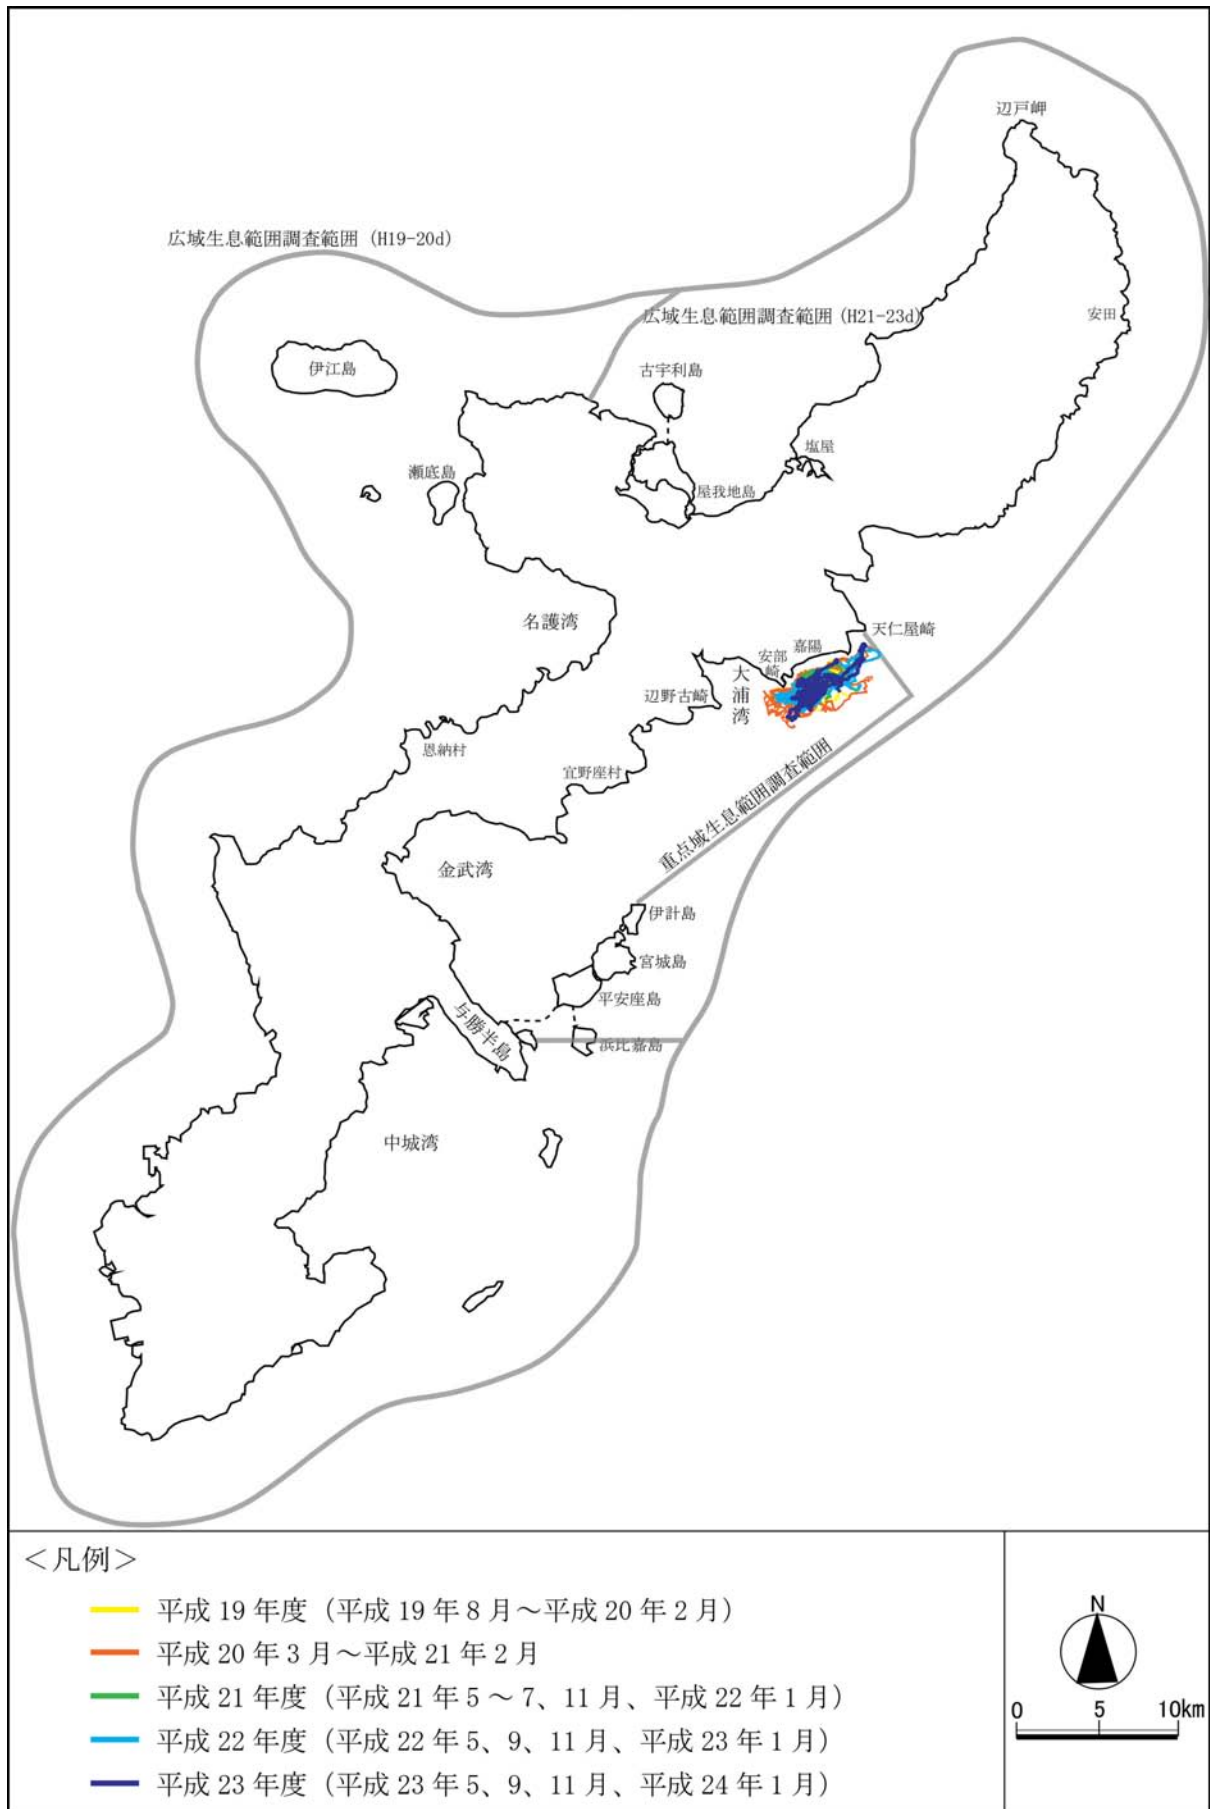 辺戸岬
広域生息範囲調査範囲 (H19-20d)
広域生息範囲調査範囲 (H21-23d)
安田
伊江島
古宇利島
塩屋
瀬底島
屋我地島
名護湾
天仁屋崎
嘉陽
安部崎
大浦湾
辺野古崎
恩納村
宜野座村
重点域生息範囲調査範囲
金武湾
伊計島
宮城島
平安座島
与勝半島
浜比嘉島
中城湾
<凡例>
平成 19 年度（平成 19 年 8 月～平成 20 年 2 月）
平成 20 年 3 月～平成 21 年 2 月
平成 21 年度（平成 21 年 5 ～ 7、11 月、平成 22 年 1 月）
平成 22 年度（平成 22 年 5、9、11 月、平成 23 年 1 月）
平成 23 年度（平成 23 年 5、9、11 月、平成 24 年 1 月）
N
0 5 10km